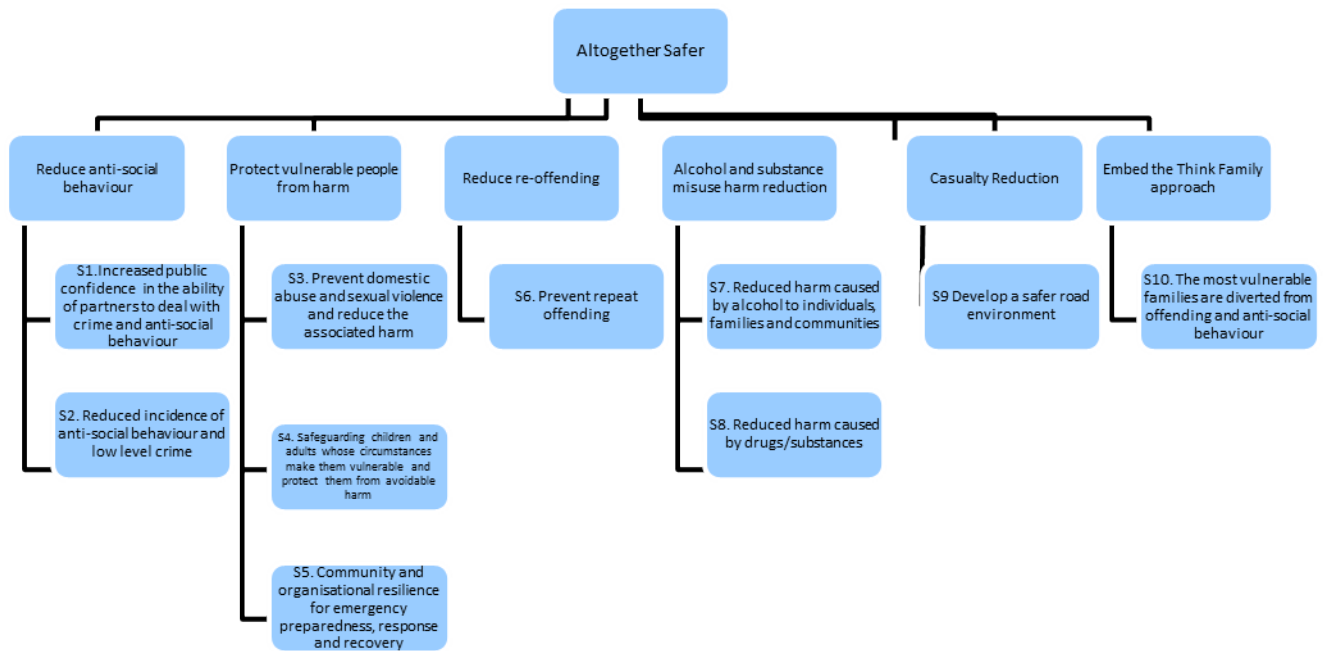 Altogether Safer
Reduce anti-social
behaviour
Protect vulnerable people
from harm
Reduce re-offending
Alcohol and substance
misuse harm reduction
Casualty Reduction
Embed the Think Family
approach
S1.Increased public
confidence in the ability
of partners to deal with
crime and anti-social
behaviour
S3. Prevent domestic
abuse and sexual violence
and reduce the
associated harm
S6. Prevent repeat
offending
S7. Reduced harm caused
by alcohol to individuals,
families and communities
S9 Develop a safer road
environment
S10. The most vulnerable
families are diverted from
offending and anti-social
behaviour
S2. Reduced incidence of
anti-social behaviour and
low level crime
S4. Safeguarding children and
adults whose circumstances
make them vulnerable and
protect them from avoidable
harm
S8. Reduced harm caused
by drugs/substances
S5. Community and
organisational resilience
for emergency
preparedness, response
and recovery